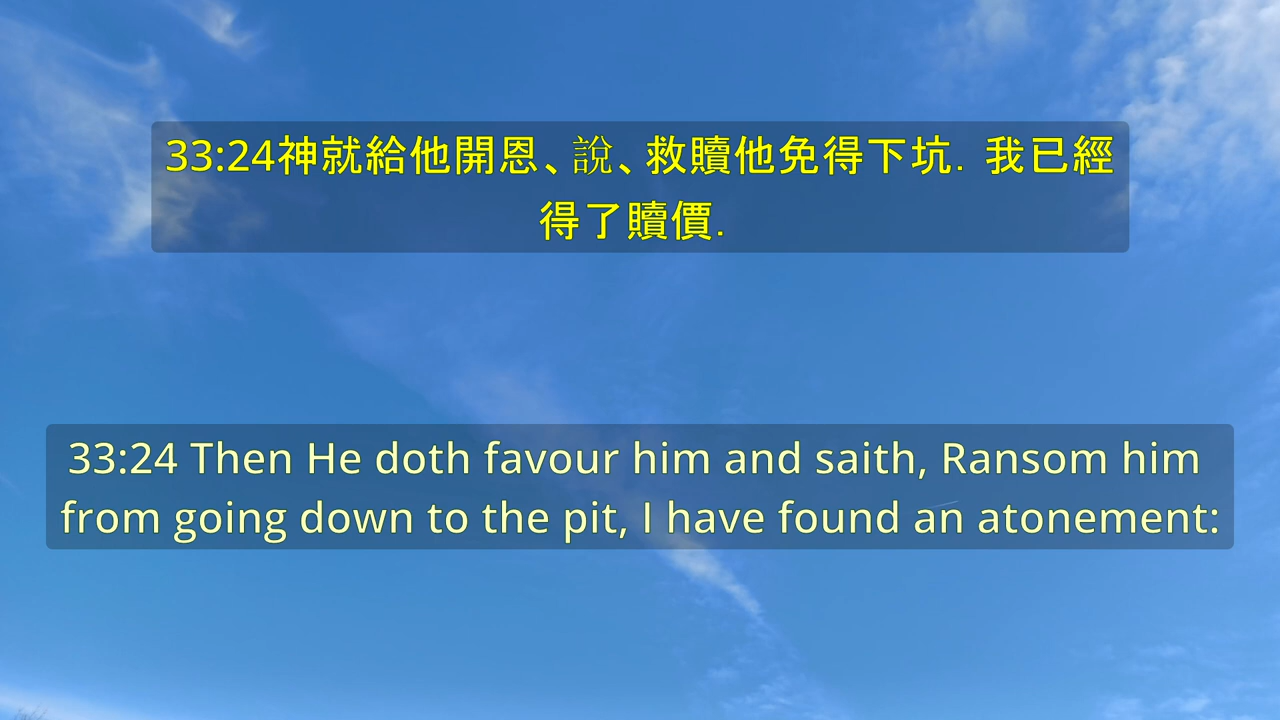 33:24神就給他開恩、說、救贖他免得下坑. 我已經
得了贖價.
33:24 Then He doth favour him and saith, Ransom him
from going down to the pit, I have found an atonement: